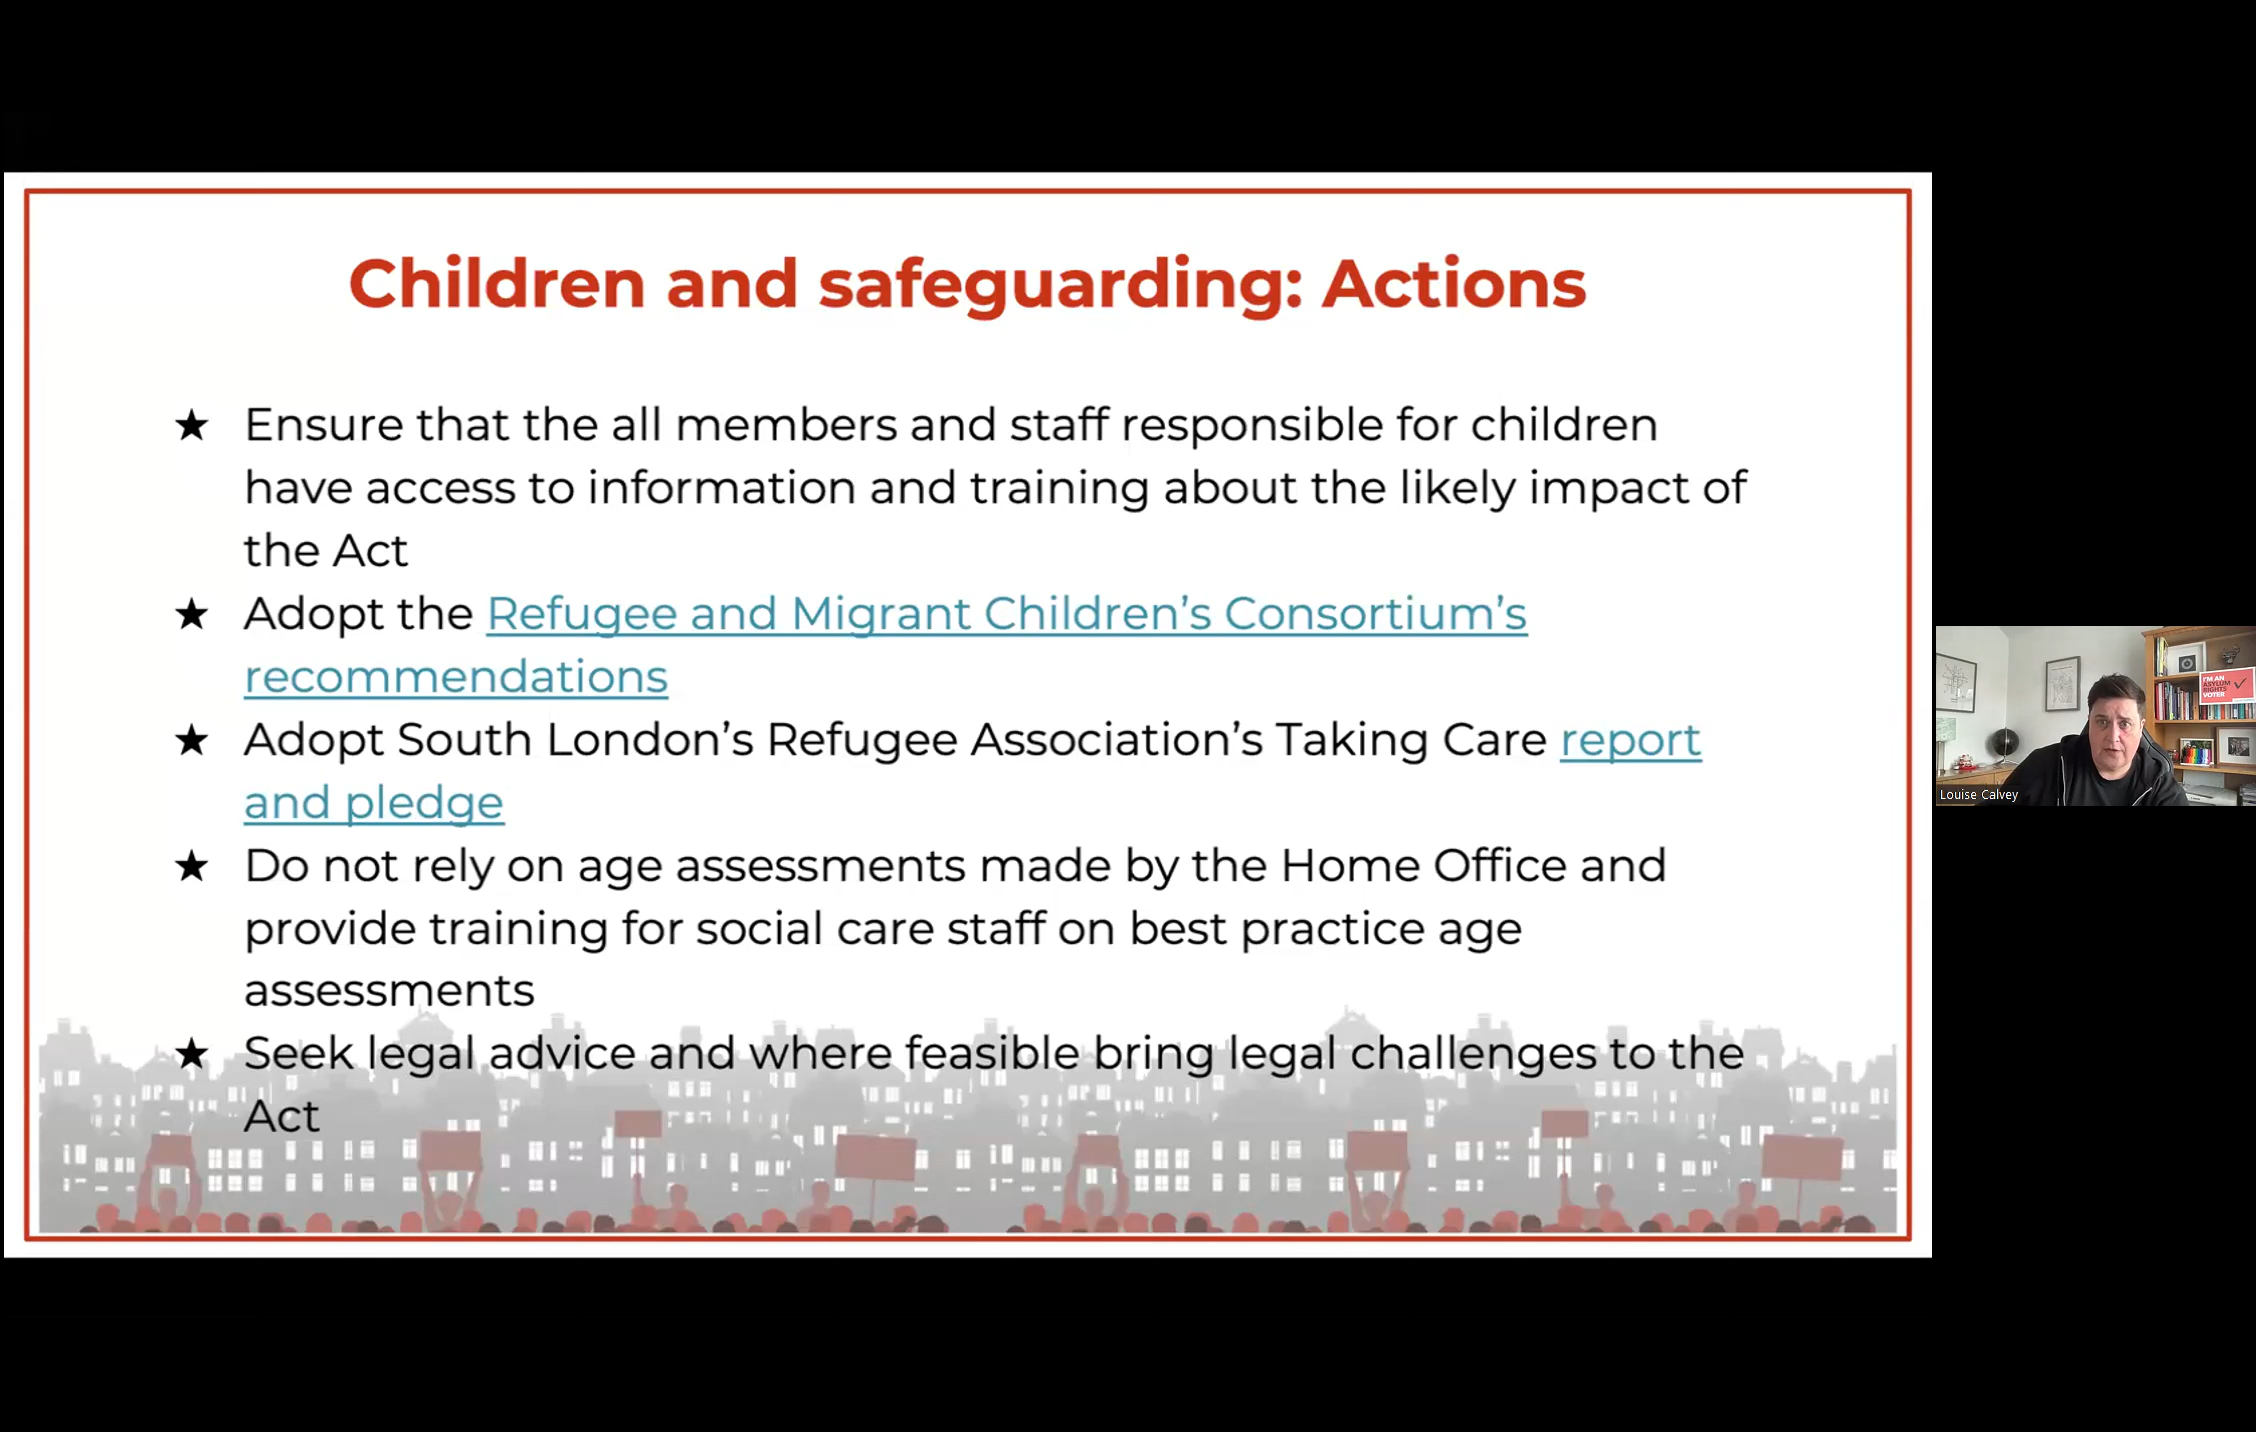 Children and safeguarding: Actions
★ Ensure that the all members and staff responsible for children
have access to information and training about the likely impact of
the Act
★ Adopt the Refugee and Migrant Children’s Consortium’s
recommendations
★ Adopt South London’s Refugee Association’s Taking Care report
and pledge
★ Do not rely on age assessments made by the Home Office and
provide training for social care staff on best practice age
assessments
★ Seek legal advice and where feasible bring legal challenges to the
Act
I'M AN
ASYLUM
RIGHTS
VOTER
Louise Calvey